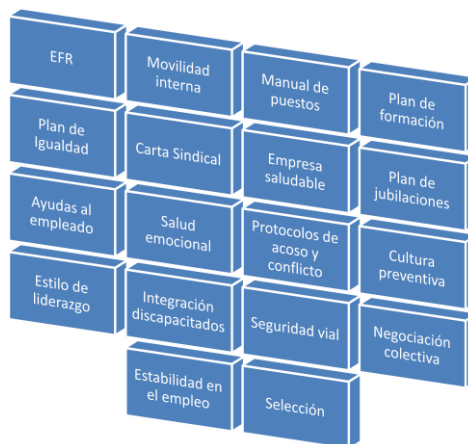 EFR
Movilidad
interna
Manual de
puestos
Plan de
formación
Plan de
Igualdad
Carta Sindical
Empresa
saludable
Plan de
jubilaciones
Ayudas al
empleado
Salud
emocional
Protocolos de
acoso y
conflicto
Cultura
preventiva
Estilo de
liderazgo
Integración
discapacitados
Seguridad vial
Negociación
colectiva
Estabilidad en
el empleo
Selección